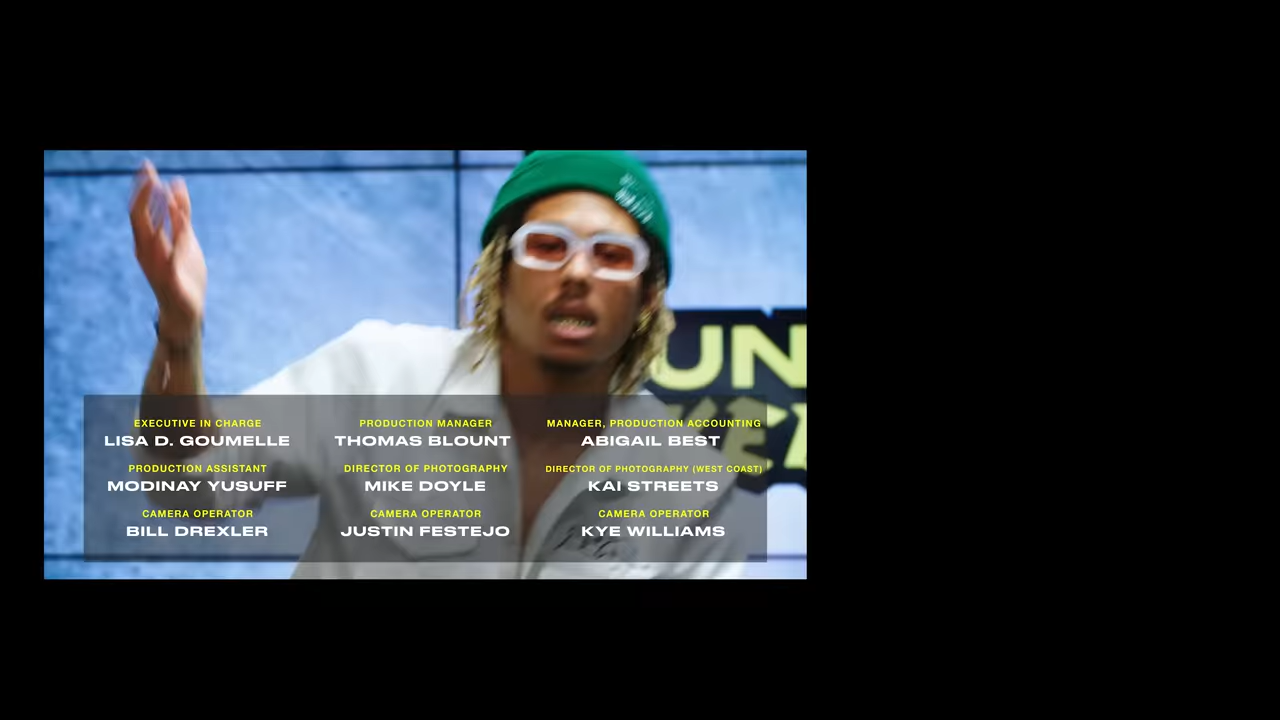 UN
EXECUTIVE IN CHARGE
LISA D. GOUMELLE
PRODUCTION MANAGER
THOMAS BLOUNT
MANAGER, PRODUCTION ACCOUNTING
ABIGAIL BEST
PRODUCTION ASSISTANT
MODINAY YUSUFF
DIRECTOR OF PHOTOGRAPHY
MIKE DOYLE
DIRECTOR OF PHOTOGRAPHY (WEST COAST)
KAI STREETS
CAMERA OPERATOR
BILL DREXLER
CAMERA OPERATOR
JUSTIN FESTEJO
CAMERA OPERATOR
KYE WILLIAMS